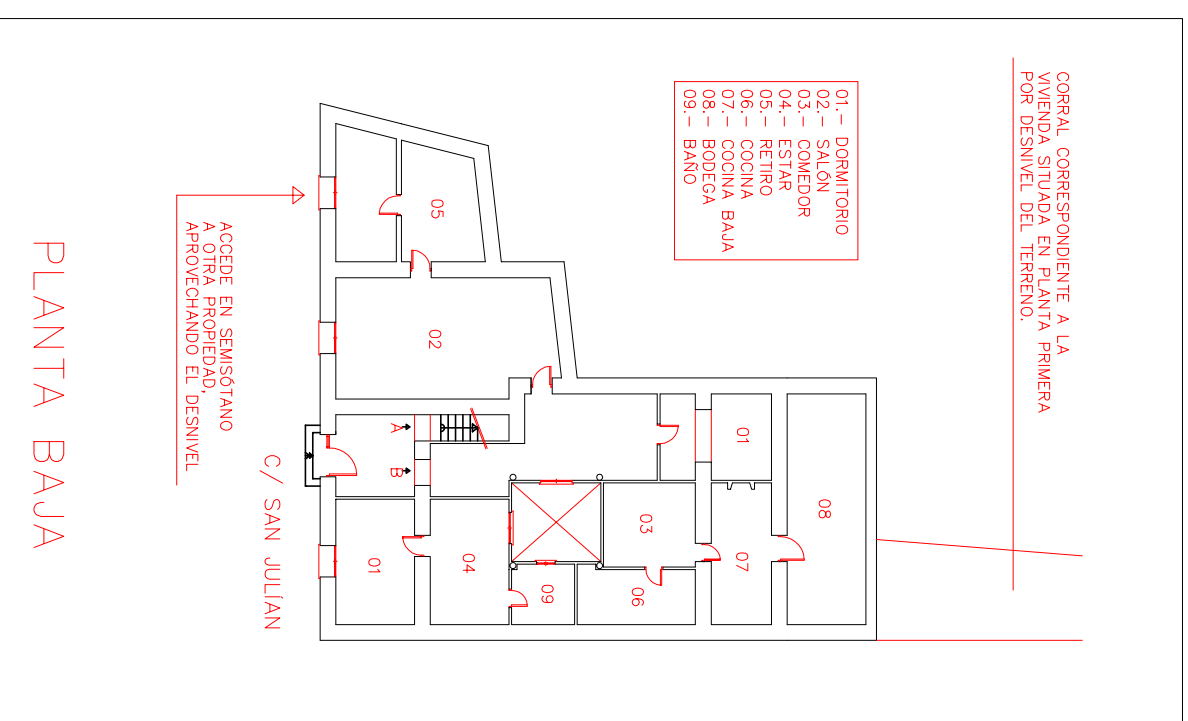 CORRAL CORRESPONDIENTE A LA
VIVIENDA SITUADA EN PLANTA PRIMERA
POR DESNIVEL DEL TERRENO.
01.- DORMITORIO
02.- SALÓN
03.- COMEDOR
04.- ESTAR
05.- RETIRO
06.- COCINA
07.- COCINA BAJA
08.- BODEGA
09.- BAÑO
08
01
07
03
06
09
05
02
04
01
A
B
C/ SAN JULÍAN
ACCEDE EN SEMISÓTANO
A OTRA PROPIEDAD,
APROVECHANDO EL DESNIVEL
PLANTA BAJA